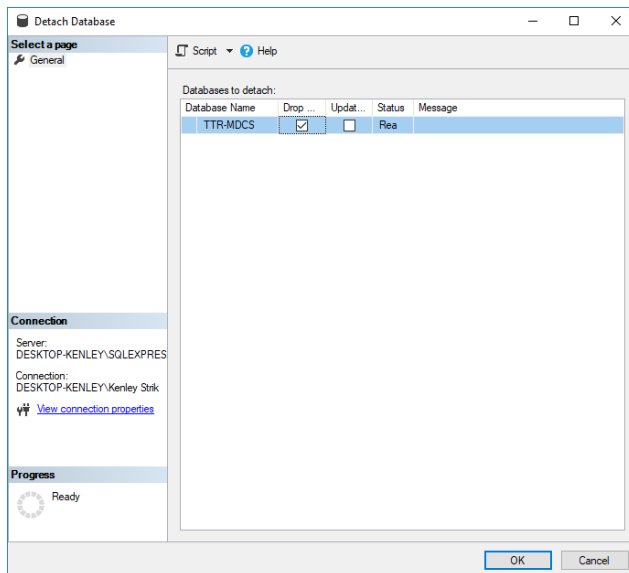 Detach Database
Select a page
General
Script
Help
Databases to detach:
Database Name Drop ... Updat... Status Message
TTR-MDCS Rea
Connection
Server:
DESKTOP-KENLEY\SQLEXPRES
Connection:
DESKTOP-KENLEY\Kenley Strik
View connection properties
Progress
Ready
OK Cancel